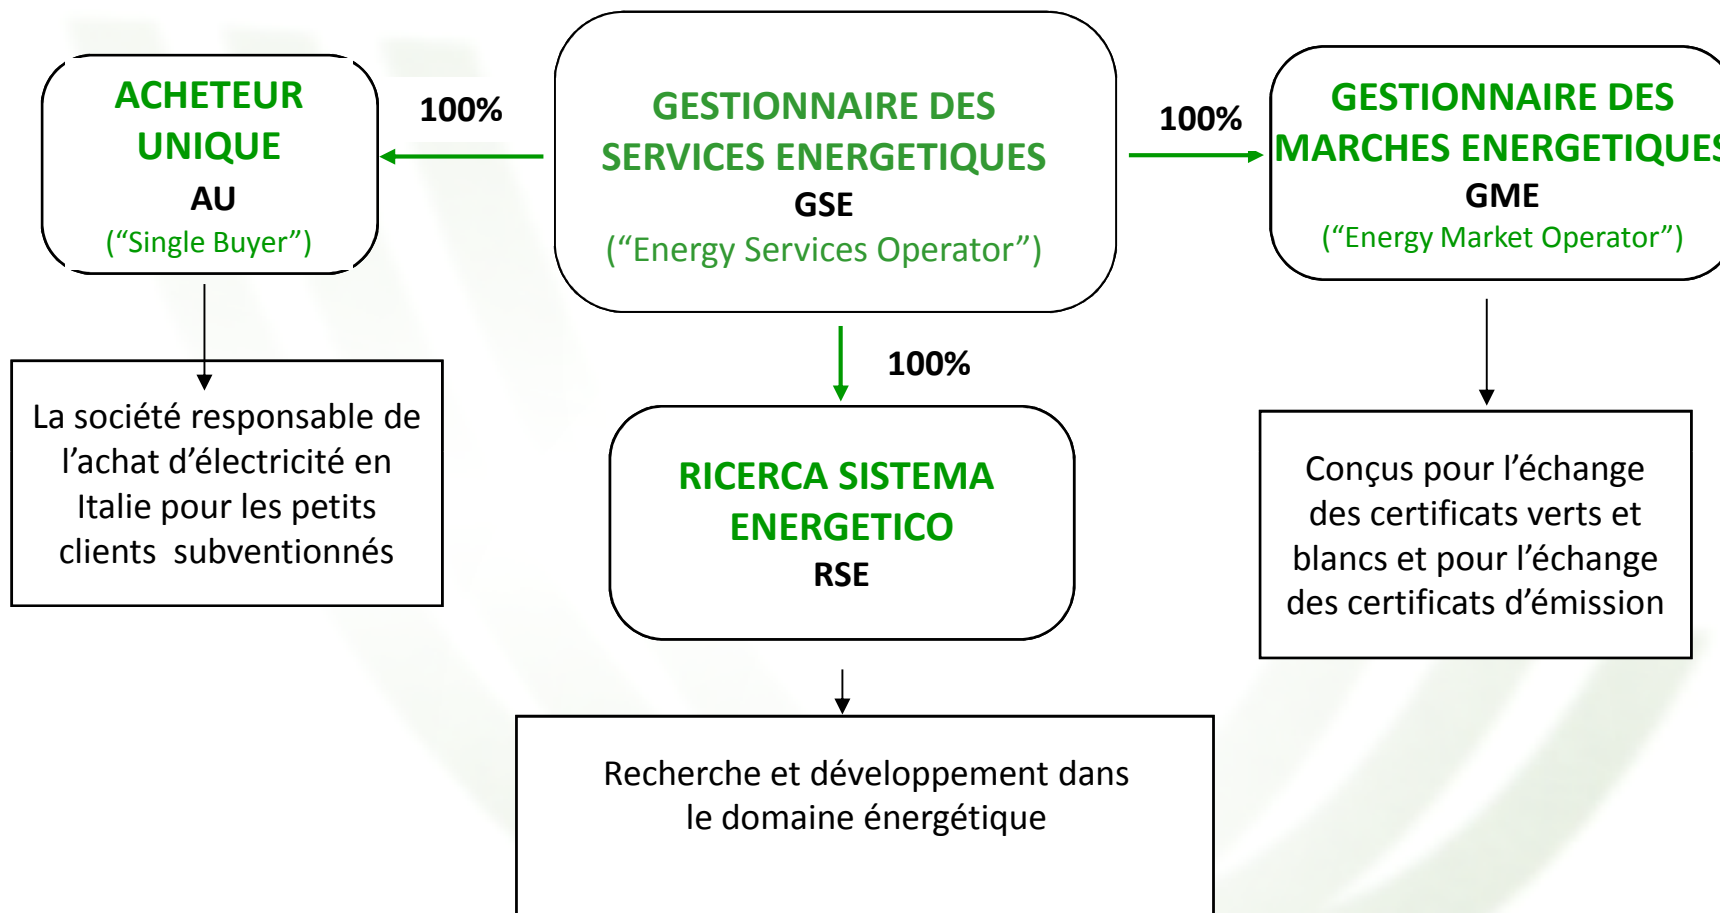 ACHETEUR
UNIQUE
AU
(“Single Buyer”)
100%
GESTIONNAIRE DES
SERVICES ENERGETIQUES
GSE
(“Energy Services Operator”)
100%
GESTIONNAIRE DES
MARCHES ENERGETIQUES
GME
(“Energy Market Operator”)
100%
La société responsable de
l’achat d’électricité en
Italie pour les petits
clients  subventionnés
RICERCA SISTEMA
ENERGETICO
RSE
Conçus pour l’échange
des certificats verts et
blancs et pour l’échange
des certificats d’émission
Recherche et développement dans
le domaine énergétique